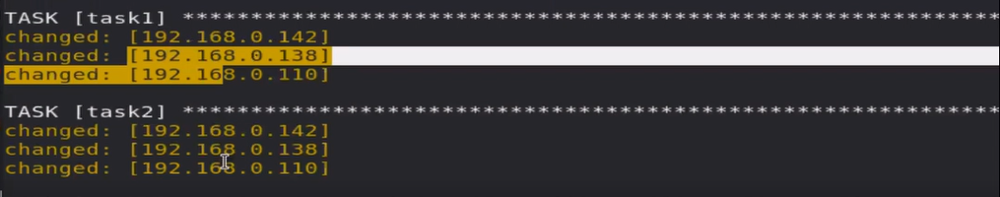 TASK [task1] ************************************************************
changed: [192.168.0.142]
changed: [192.168.0.138]
changed: [192.168.0.110]
TASK [task2] ************************************************************
changed: [192.168.0.142]
changed: [192.168.0.138]
changed: [192.168.0.110]